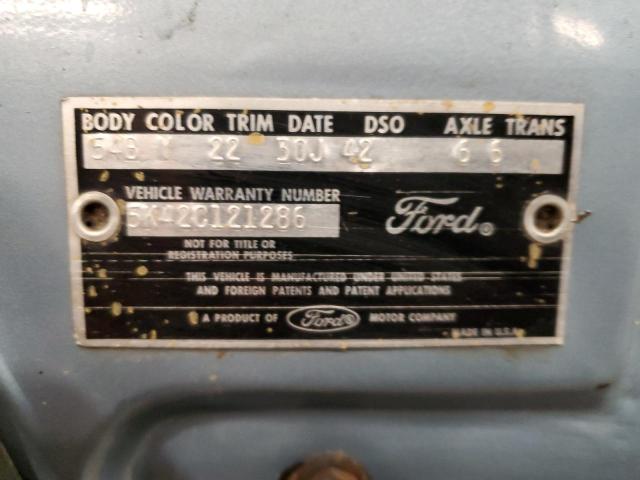 BODY COLOR TRIM DATE DSO AXLE TRANS
54B Y 22 30J 42 6 6
VEHICLE WARRANTY NUMBER
5K42C121286
Ford®
NOT FOR TITLE OR
REGISTRATION PURPOSES
THIS VEHICLE IS MANUFACTURED UNDER UNITED STATES
AND FOREIGN PATENTS AND PATENT APPLICATIONS
A PRODUCT OF Ford® MOTOR COMPANY
MADE IN U.S.A.